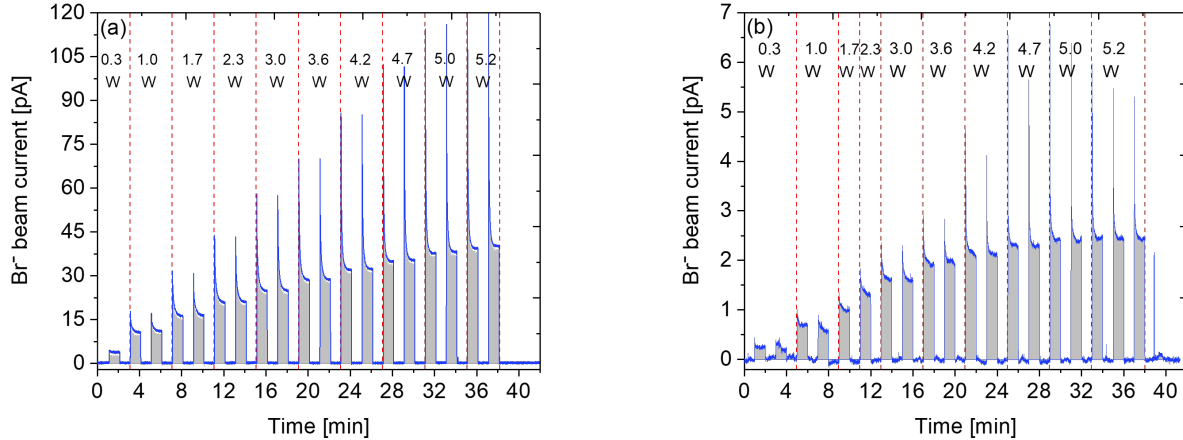 (a)
120
105
90
75
60
45
30
15
0
Br⁻ beam current [pA]
0.3 1.0 1.7 2.3 3.0 3.6 4.2 4.7 5.0 5.2
W W W W W W W W W W
0 4 8 12 16 20 24 28 32 36 40
Time [min]
(b)
7
6
5
4
3
2
1
0
Br⁻ beam current [pA]
0.3 1.0 1.7 2.3 3.0 3.6 4.2 4.7 5.0 5.2
W W W W W W W W W W
0 4 8 12 16 20 24 28 32 36 40
Time [min]